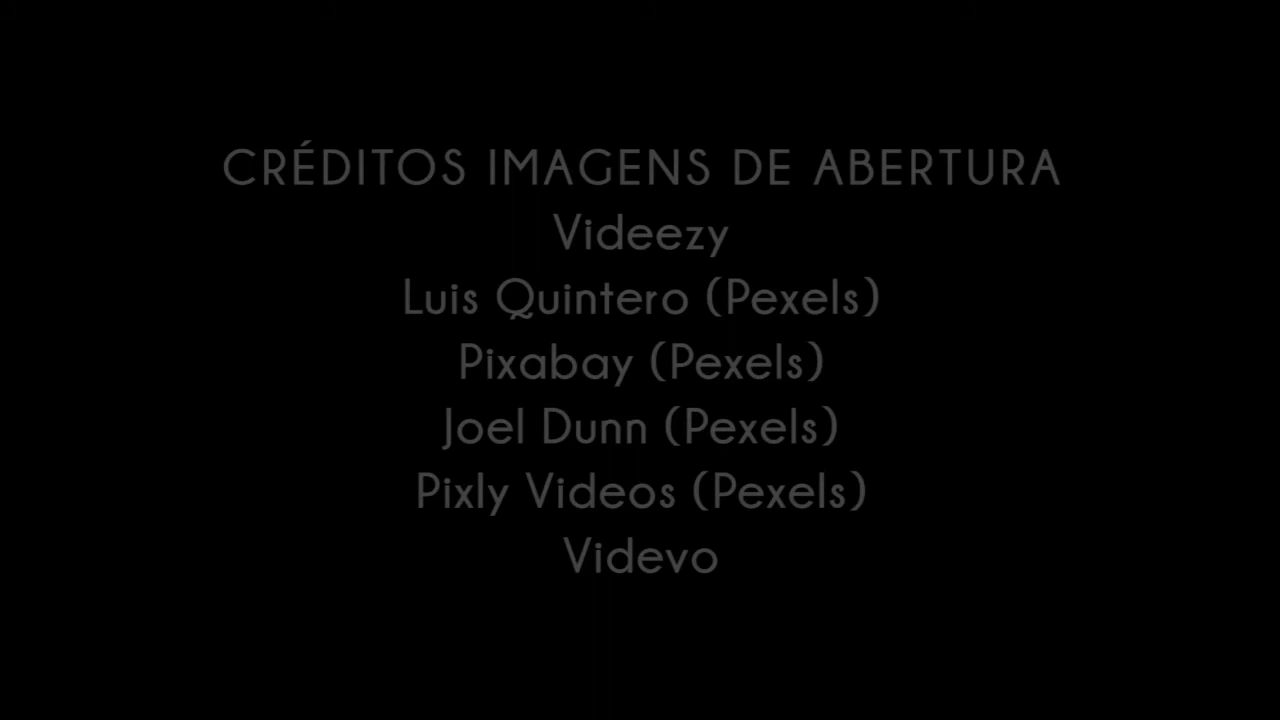 CRÉDITOS IMAGENS DE ABERTURA
Videezy
Luis Quintero (Pexels)
Pixabay (Pexels)
Joel Dunn (Pexels)
Pixly Videos (Pexels)
Videvo